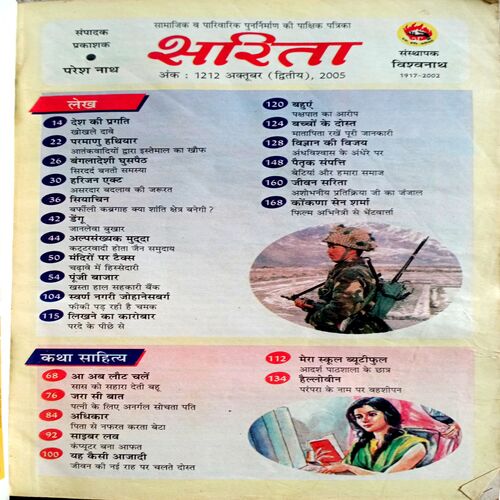 सामाजिक व पारिवारिक पुनर्निर्माण की पाक्षिक पत्रिका
संपादक
प्रकाशक
•
परेश नाथ
सरिता
अंक : 1212 अक्तूबर (द्वितीय), 2005
संस्थापक
विश्वनाथ
1917-2002
लेख
14 देश की प्रगति
खोखले दावे
22 परमाणु हथियार
आतंकवादियों द्वारा इस्तेमाल का खौफ
26 बंगलादेशी घुसपैठ
सिरदर्द बनती समस्या
30 हरिजन एक्ट
असरदार बदलाव की जरूरत
36 सियाचिन
बर्फीली कब्रगाह क्या शांति क्षेत्र बनेगी ?
42 डेंगू
जानलेवा बुखार
44 अल्पसंख्यक मुद्दा
कट्टरवादी होता जैन समुदाय
50 मंदिरों पर टैक्स
चढ़ावे में हिस्सेदारी
54 पूंजी बाजार
खस्ता हाल सहकारी बैंक
104 स्वर्ण नगरी जोहानेसबर्ग
फीकी पड़ रही है चमक
115 लिखने का कारोबार
परदे के पीछे से
120 बहुएं
पक्षपात का आरोप
124 बच्चों के दोस्त
मातापिता रखें पूरी जानकारी
128 विज्ञान की विजय
अंधविश्वास के अंधेरे पर
148 पैतृक संपत्ति
बेटियां और हमारा समाज
160 जीवन सरिता
अशोभनीय प्रतिक्रिया जी का जंजाल
168 कोंकणा सेन शर्मा
फिल्म अभिनेत्री से भेंटवार्त्ता
कथा साहित्य
68 आ अब लौट चलें
सास को सहारा देती बहू
76 जरा सी बात
पत्नी के लिए अनर्गल सोचता पति
84 अधिकार
पिता से नफरत करता बेटा
92 साइबर लव
कंप्यूटर बना आफत
100 यह कैसी आजादी
जीवन की नई राह पर चलते दोस्त
112 मेरा स्कूल ब्यूटीफुल
आदर्श पाठशाला के छात्र
134 हैल्लोवीन
परंपरा के नाम पर वहशीपन